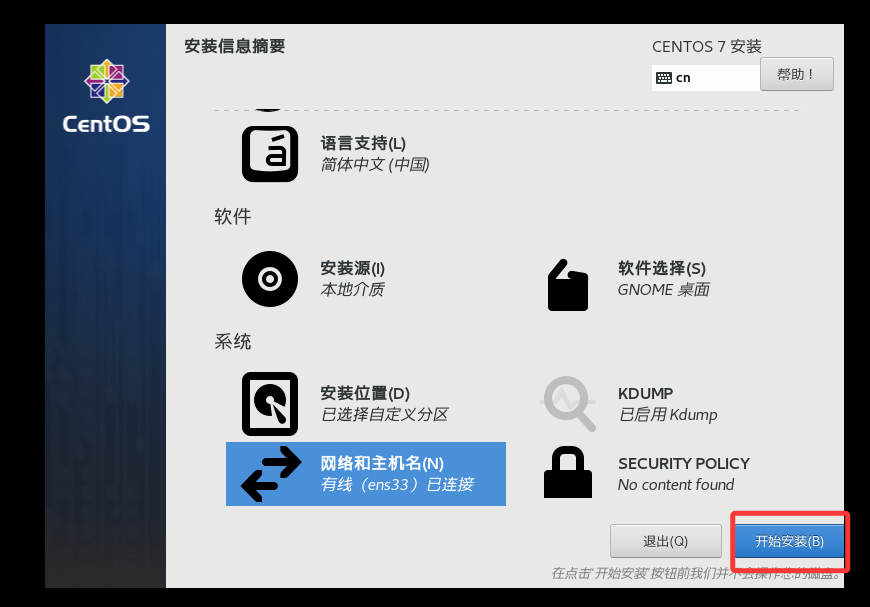 安装信息摘要
CENTOS 7 安装
cn
帮助！
CentOS
语言支持(L)
简体中文 (中国)
软件
安装源(I)
本地介质
软件选择(S)
GNOME 桌面
系统
安装位置(D)
已选择自定义分区
KDUMP
已启用 Kdump
网络和主机名(N)
有线（ens33）已连接
SECURITY POLICY
No content found
退出(Q)
开始安装(B)
在点击"开始安装"按钮前我们并不会操作您的磁盘。